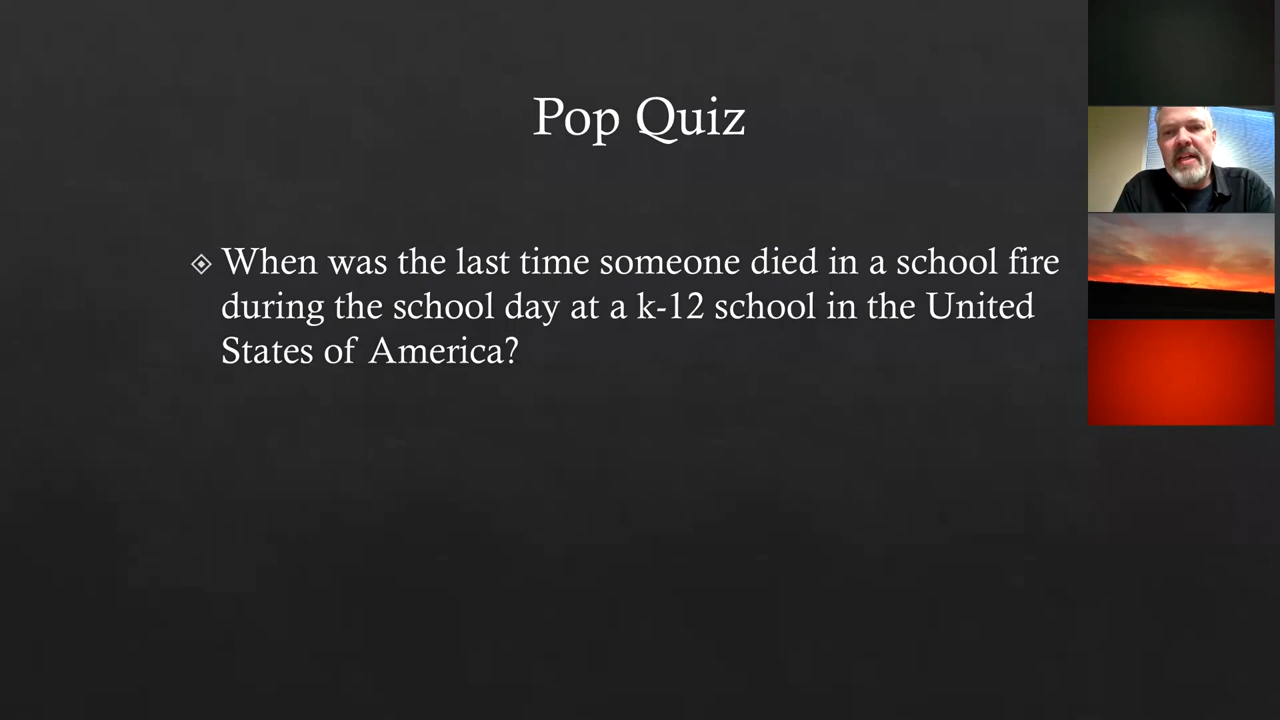 Pop Quiz
When was the last time someone died in a school fire
during the school day at a k-12 school in the United
States of America?